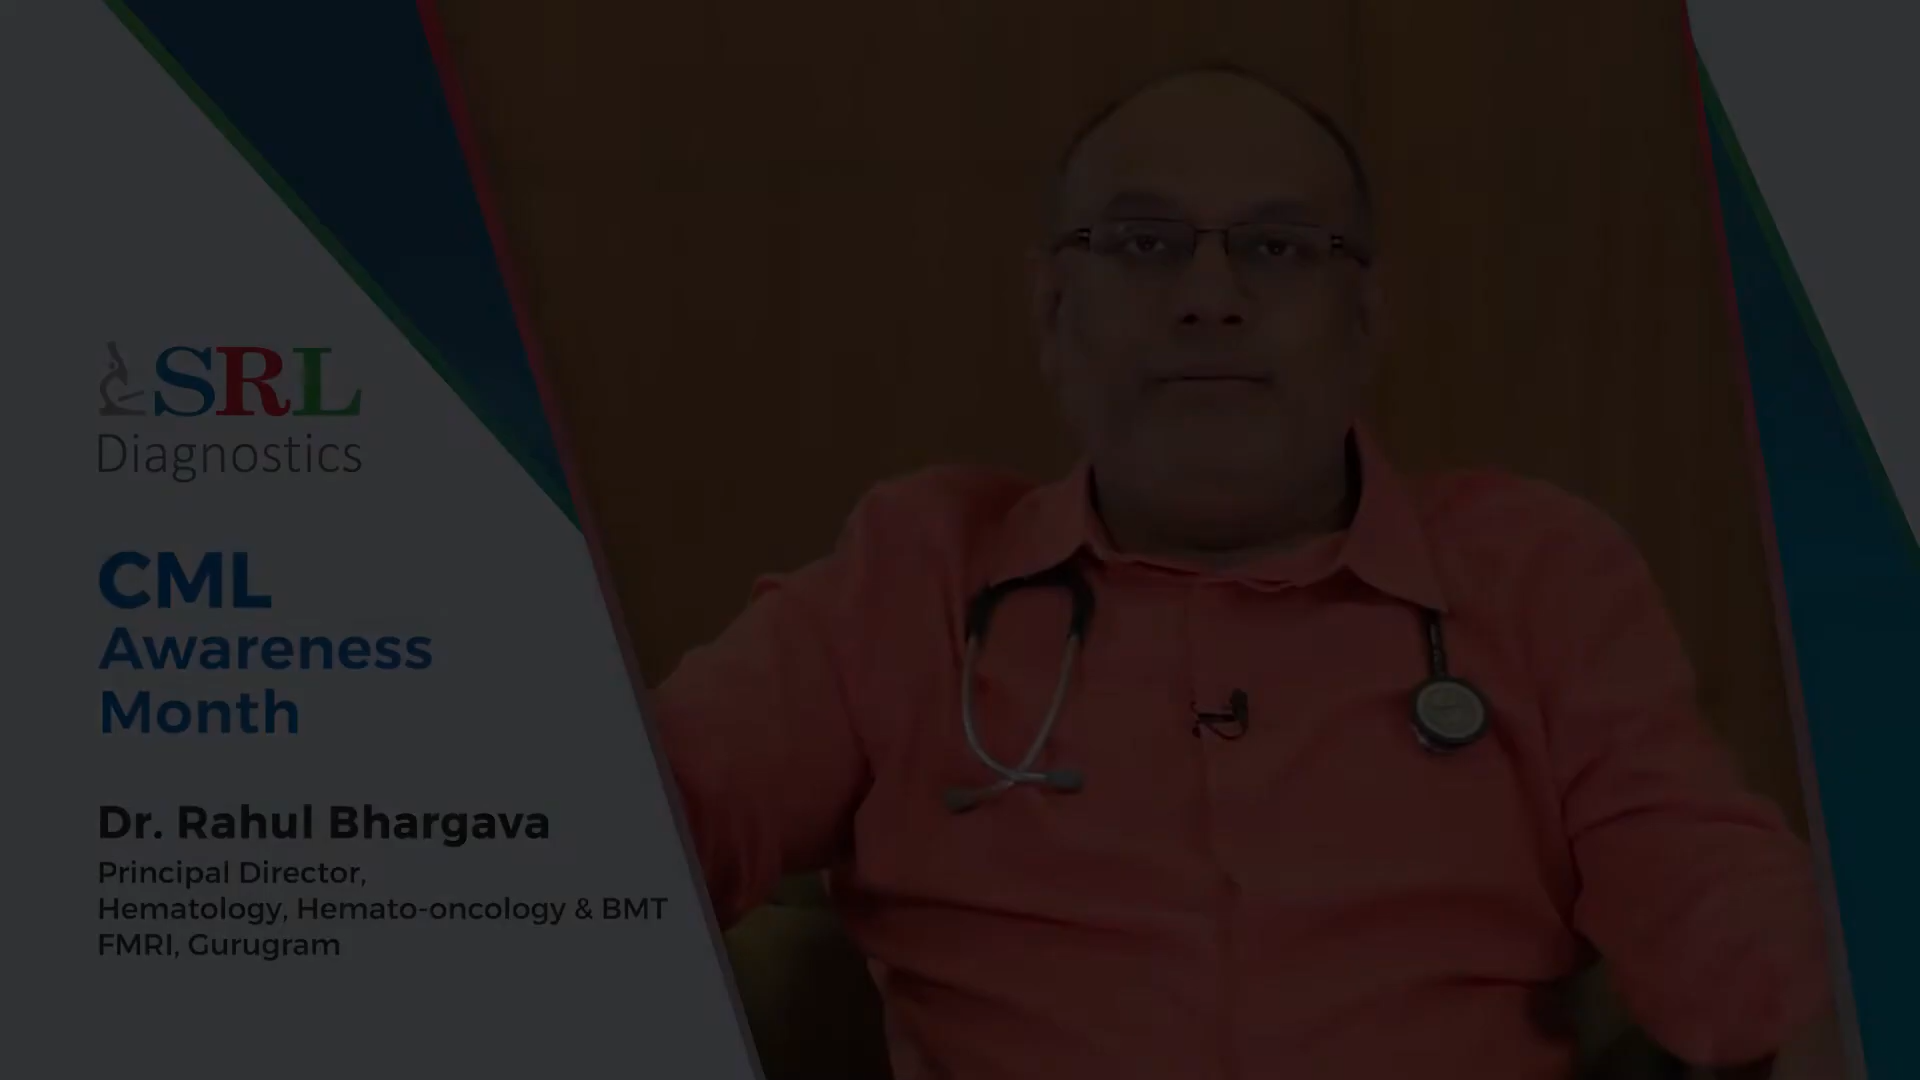 SRL
Diagnostics
CML
Awareness
Month
Dr. Rahul Bhargava
Principal Director,
Hematology, Hemato-oncology & BMT
FMRI, Gurugram